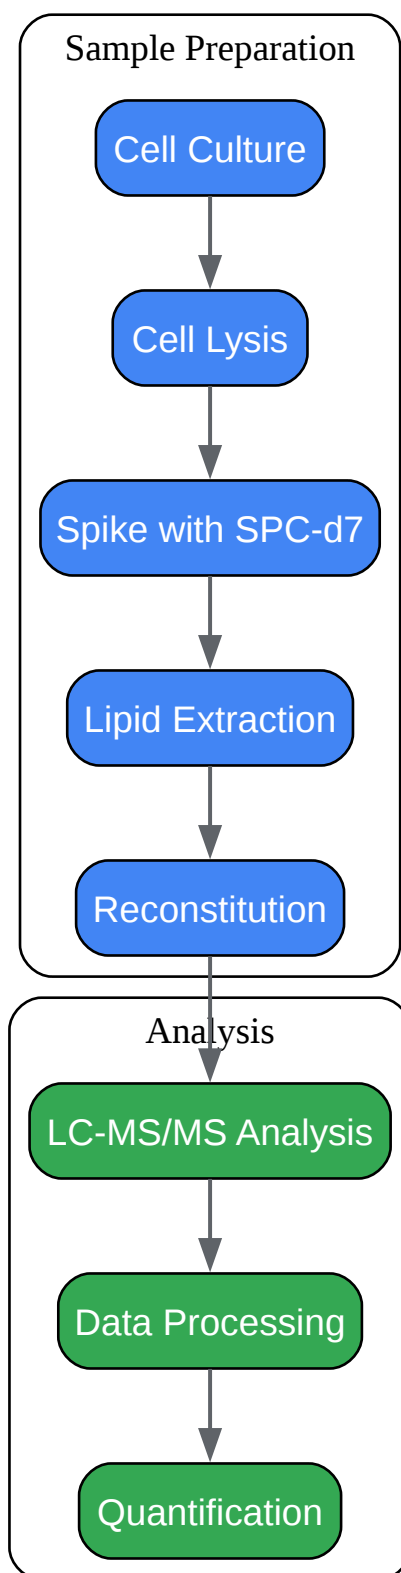 Sample Preparation
Cell Culture
Cell Lysis
Spike with SPC-d7
Lipid Extraction
Reconstitution
Analysis
LC-MS/MS Analysis
Data Processing
Quantification